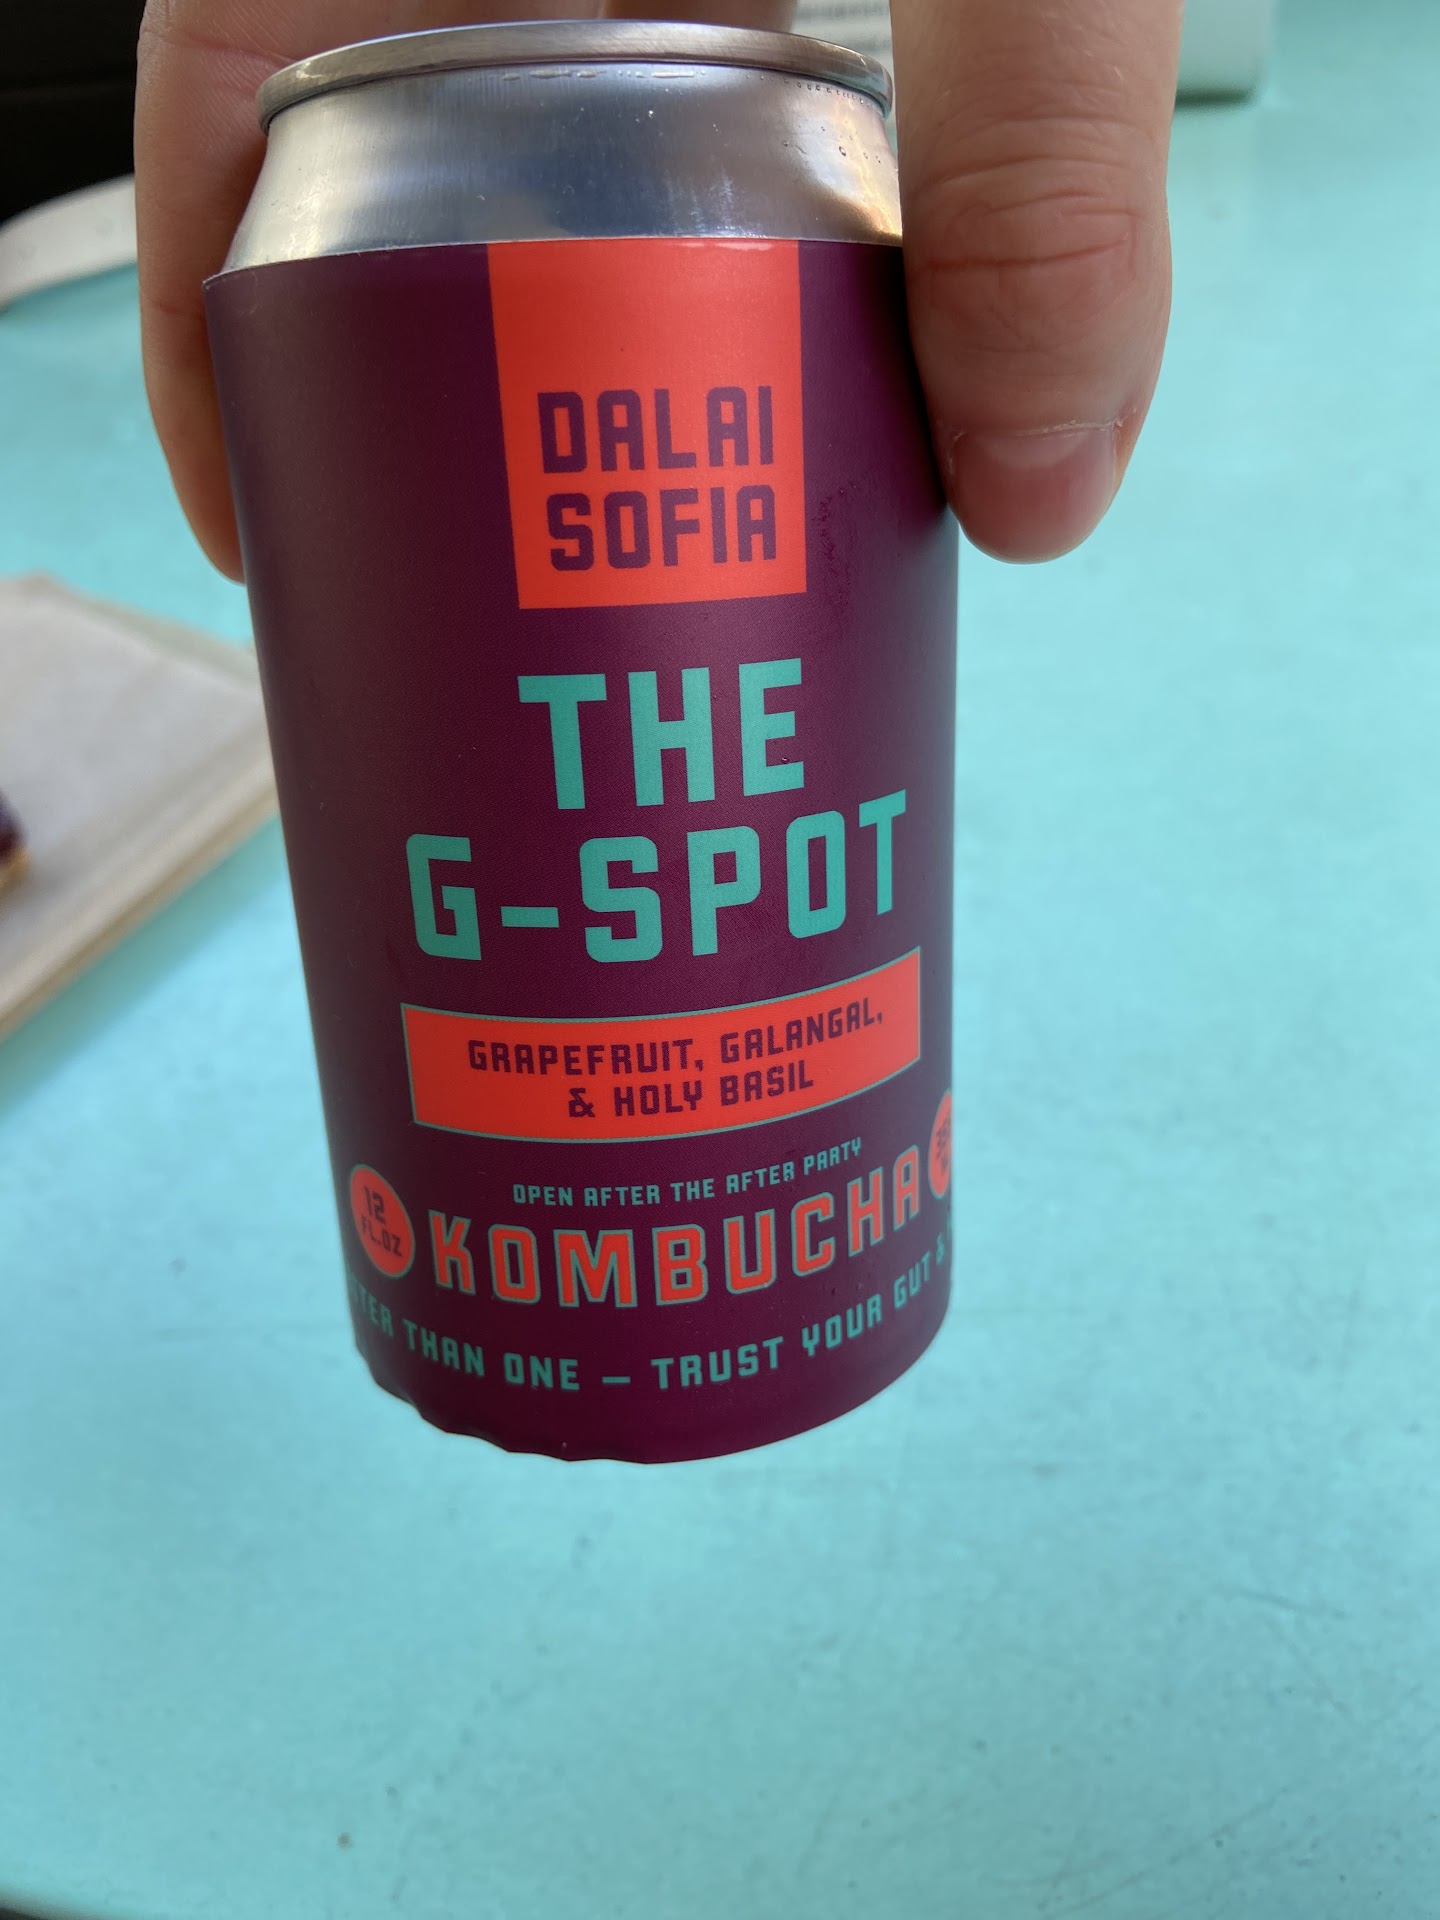 DALAI
SOFIA
THE
G-SPOT
GRAPEFRUIT, GALANGAL,
& HOLY BASIL
OPEN AFTER THE AFTER PARTY
12
FL.OZ
KOMBUCHA
THAN ONE — TRUST YOUR GUT &